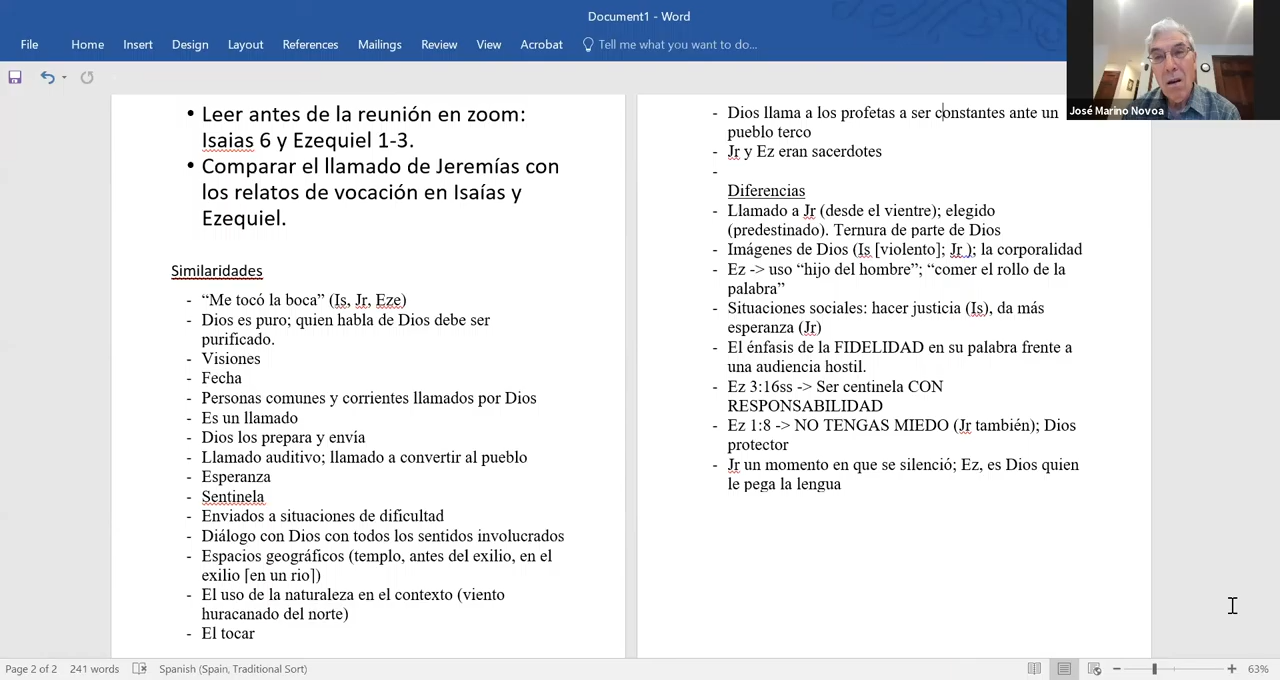 Document1 - Word
File Home Insert Design Layout References Mailings Review View Acrobat Tell me what you want to do...
José Marino Novoa
• Leer antes de la reunión en zoom:
Isaias 6 y Ezequiel 1-3.
• Comparar el llamado de Jeremías con
los relatos de vocación en Isaías y
Ezequiel.
Similaridades
- “Me tocó la boca” (Is, Jr, Eze)
- Dios es puro; quien habla de Dios debe ser
purificado.
- Visiones
- Fecha
- Personas comunes y corrientes llamados por Dios
- Es un llamado
- Dios los prepara y envía
- Llamado auditivo; llamado a convertir al pueblo
- Esperanza
- Sentinela
- Enviados a situaciones de dificultad
- Diálogo con Dios con todos los sentidos involucrados
- Espacios geográficos (templo, antes del exilio, en el
exilio [en un rio])
- El uso de la naturaleza en el contexto (viento
huracanado del norte)
- El tocar
- Dios llama a los profetas a ser constantes ante un
pueblo terco
- Jr y Ez eran sacerdotes
-
Diferencias
- Llamado a Jr (desde el vientre); elegido
(predestinado). Ternura de parte de Dios
- Imágenes de Dios (Is [violento]; Jr ); la corporalidad
- Ez -> uso “hijo del hombre”; “comer el rollo de la
palabra”
- Situaciones sociales: hacer justicia (Is), da más
esperanza (Jr)
- El énfasis de la FIDELIDAD en su palabra frente a
una audiencia hostil.
- Ez 3:16ss -> Ser centinela CON
RESPONSABILIDAD
- Ez 1:8 -> NO TENGAS MIEDO (Jr también); Dios
protector
- Jr un momento en que se silenció; Ez, es Dios quien
le pega la lengua
Page 2 of 2 241 words Spanish (Spain, Traditional Sort) 63%